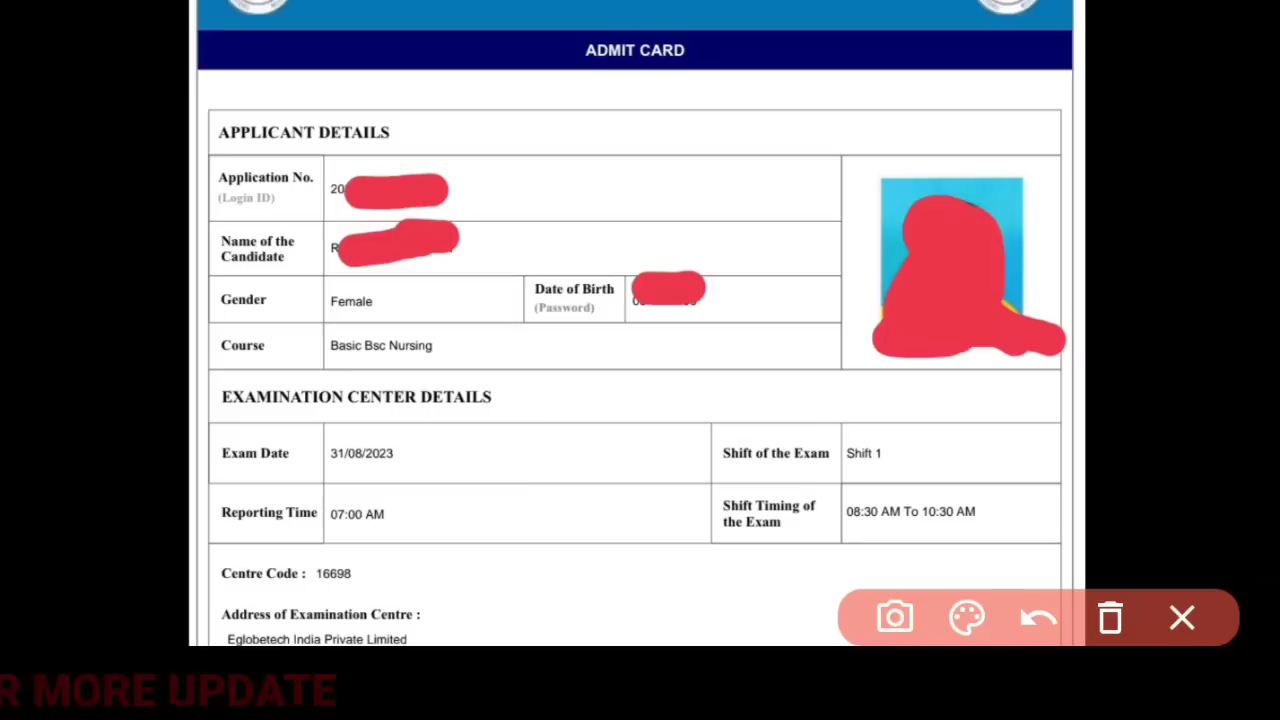 ADMIT CARD
APPLICANT DETAILS
Application No.
(Login ID)
20
Name of the
Candidate
R
Gender
Female
Date of Birth
(Password)
Course
Basic Bsc Nursing
EXAMINATION CENTER DETAILS
Exam Date
31/08/2023
Shift of the Exam
Shift 1
Reporting Time
07:00 AM
Shift Timing of
the Exam
08:30 AM To 10:30 AM
Centre Code : 16698
Address of Examination Centre :
Eglobetech India Private Limited
R MORE UPDATE